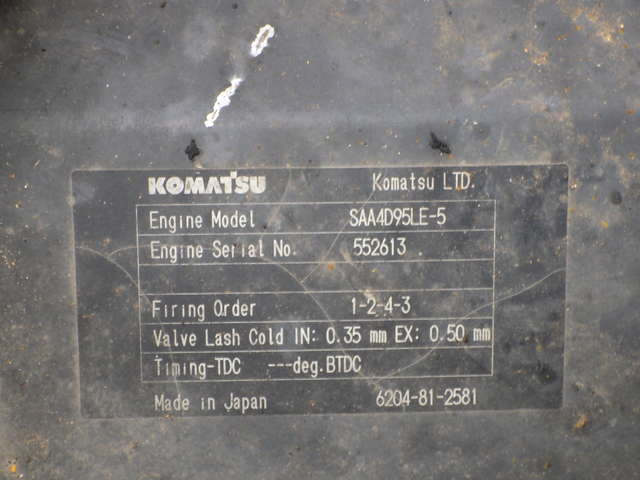 KOMATSU Komatsu LTD.
Engine Model SAA4D95LE-5
Engine Serial No. 552613
Firing Order 1-2-4-3
Valve Lash Cold IN: 0.35 mm EX: 0.50 mm
Timing-TDC ---deg.BTDC
Made in Japan 6204-81-2581